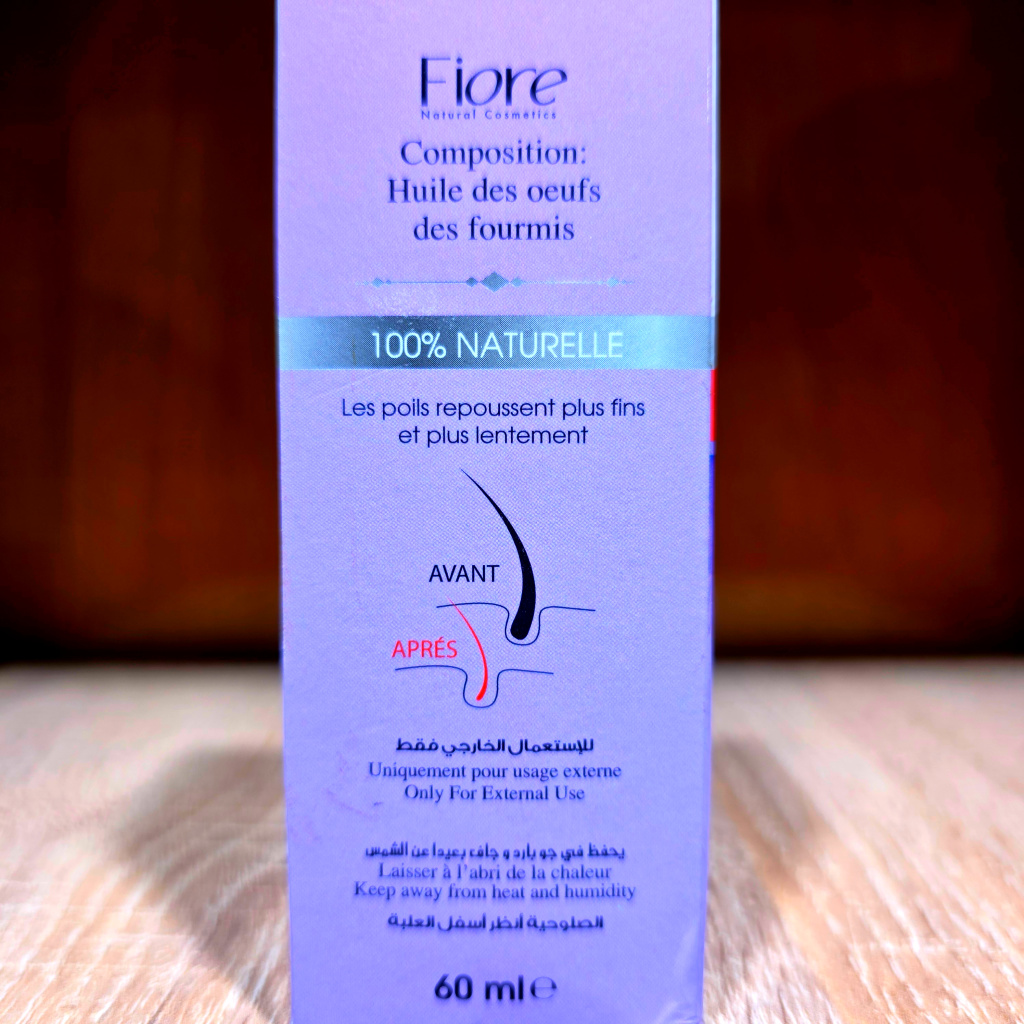 Fiore
Natural Cosmetics
Composition:
Huile des oeufs
des fourmis
100% NATURELLE
Les poils repoussent plus fins
et plus lentement
AVANT
APRÉS
للإستعمال الخارجي فقط
Uniquement pour usage externe
Only For External Use
يحفظ في جو بارد و جاف بعيدا عن الشمس
Laisser à l'abri de la chaleur
Keep away from heat and humidity
الصلوحية أنظر أسفل العلبة
60 ml ℮